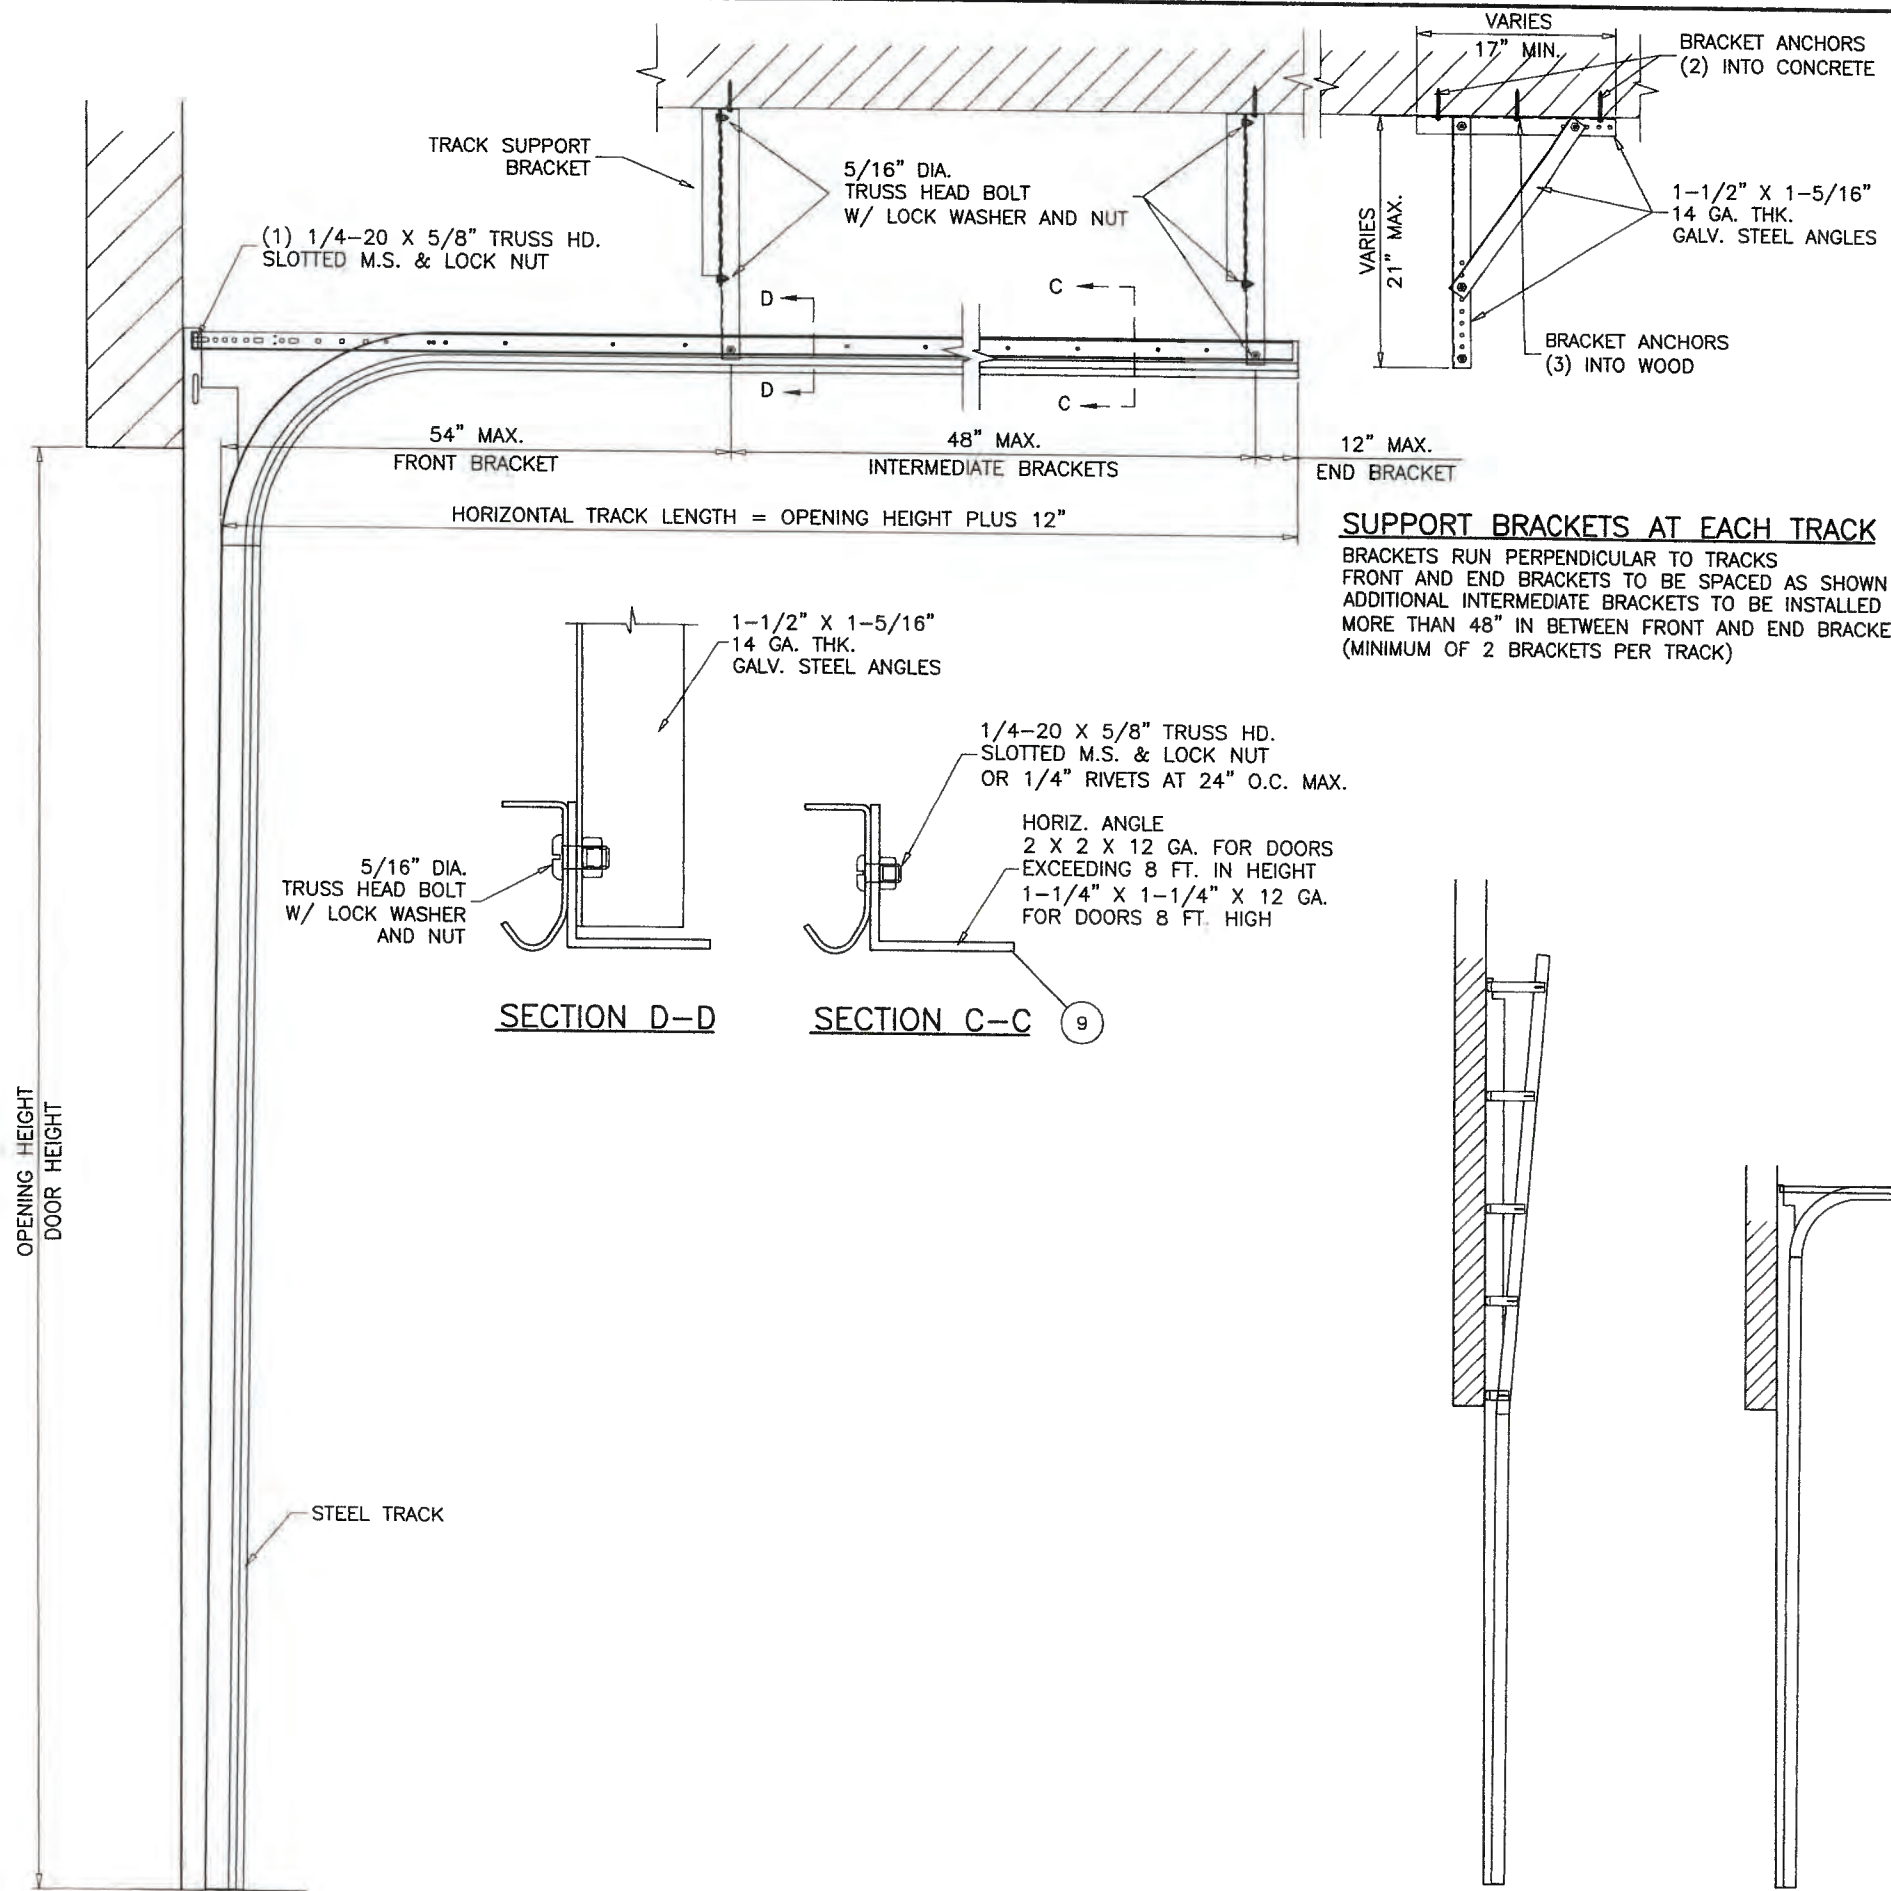 VARIES
17" MIN.
BRACKET ANCHORS
(2) INTO CONCRETE
TRACK SUPPORT
BRACKET
5/16" DIA.
TRUSS HEAD BOLT
W/ LOCK WASHER AND NUT
VARIES
21" MAX.
1-1/2" X 1-5/16"
14 GA. THK.
GALV. STEEL ANGLES
(1) 1/4-20 X 5/8" TRUSS HD.
SLOTTED M.S. & LOCK NUT
D
C
BRACKET ANCHORS
(3) INTO WOOD
D
C
54" MAX.
FRONT BRACKET
48" MAX.
INTERMEDIATE BRACKETS
12" MAX.
END BRACKET
HORIZONTAL TRACK LENGTH = OPENING HEIGHT PLUS 12"
SUPPORT BRACKETS AT EACH TRACK
BRACKETS RUN PERPENDICULAR TO TRACKS
FRONT AND END BRACKETS TO BE SPACED AS SHOWN
ADDITIONAL INTERMEDIATE BRACKETS TO BE INSTALLED
MORE THAN 48" IN BETWEEN FRONT AND END BRACKE
(MINIMUM OF 2 BRACKETS PER TRACK)
1-1/2" X 1-5/16"
14 GA. THK.
GALV. STEEL ANGLES
1/4-20 X 5/8" TRUSS HD.
SLOTTED M.S. & LOCK NUT
OR 1/4" RIVETS AT 24" O.C. MAX.
HORIZ. ANGLE
2 X 2 X 12 GA. FOR DOORS
EXCEEDING 8 FT. IN HEIGHT
1-1/4" X 1-1/4" X 12 GA.
FOR DOORS 8 FT. HIGH
5/16" DIA.
TRUSS HEAD BOLT
W/ LOCK WASHER
AND NUT
SECTION D-D
SECTION C-C
9
OPENING HEIGHT
DOOR HEIGHT
STEEL TRACK